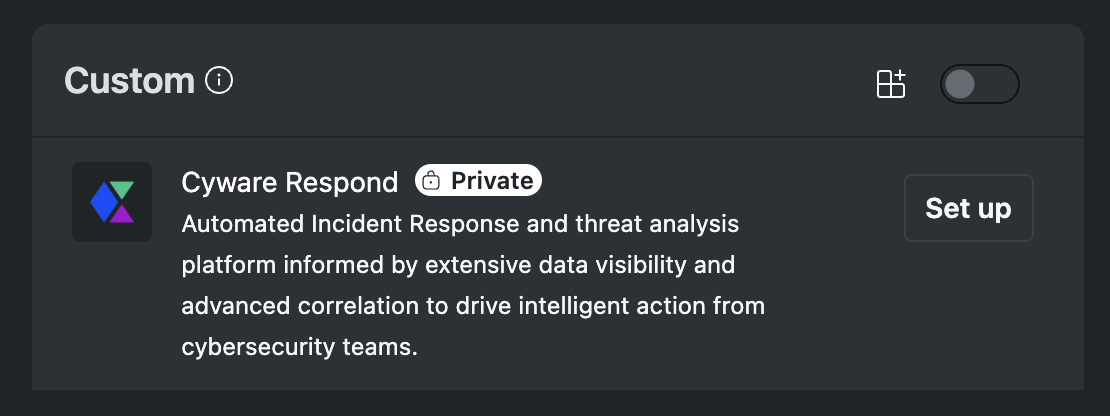 Custom
Cyware Respond Private
Automated Incident Response and threat analysis
platform informed by extensive data visibility and
advanced correlation to drive intelligent action from
cybersecurity teams.
Set up